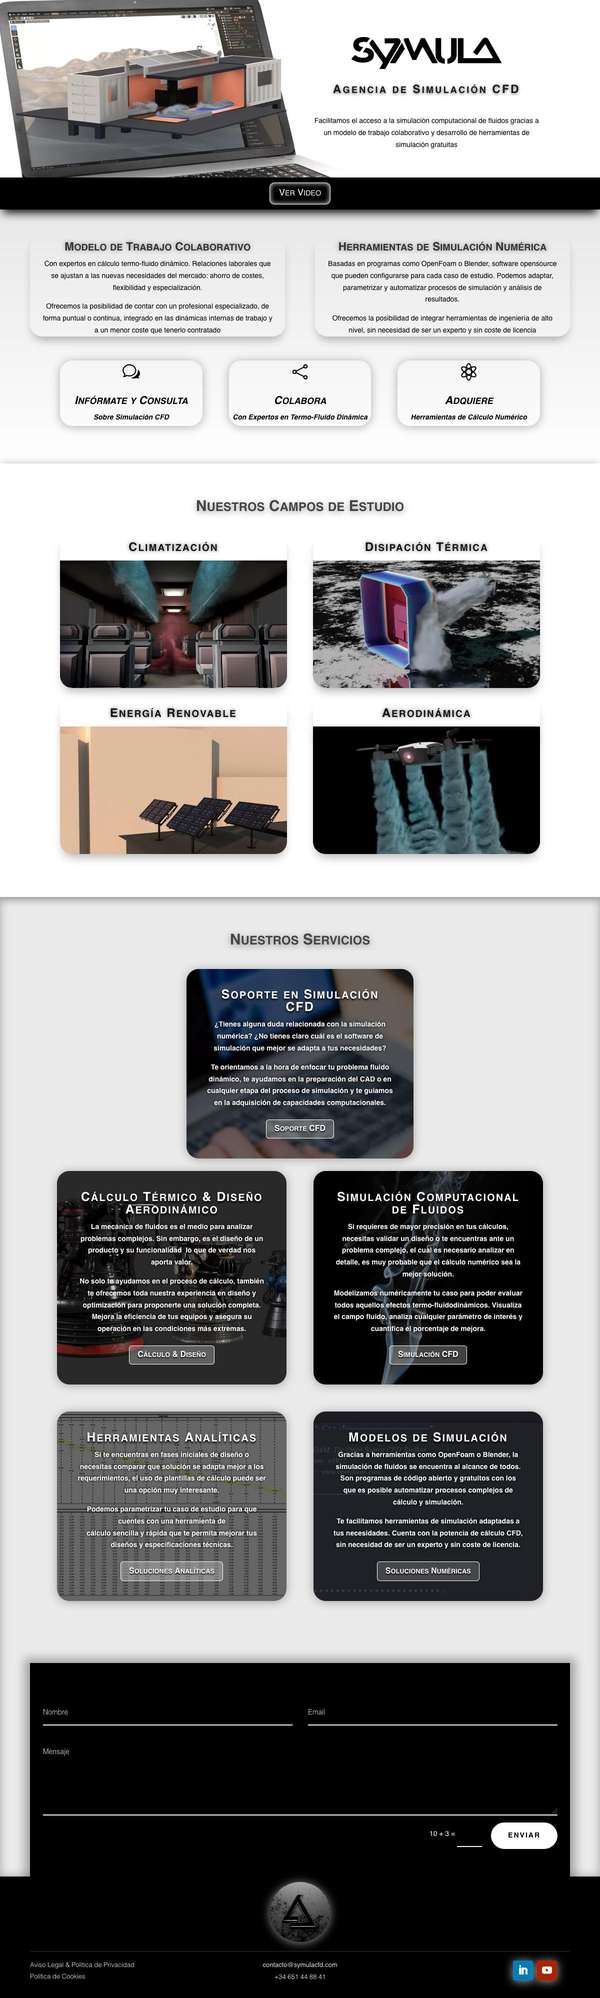 SYMULA
Agencia de Simulación CFD
Facilitamos el acceso a la simulación computacional de fluidos gracias a
un modelo de trabajo colaborativo y desarrollo de herramientas de
simulación gratuitas
Ver Video
Modelo de Trabajo Colaborativo
Con expertos en cálculo termo-fluido dinámico. Relaciones laborales que
se ajustan a las nuevas necesidades del mercado: ahorro de costes,
flexibilidad y especialización.
Ofrecemos la posibilidad de contar con un profesional especializado, de
forma puntual o continua, integrado en las dinámicas internas de trabajo y
a un menor coste que tenerlo contratado
Herramientas de Simulación Numérica
Basadas en programas como OpenFoam o Blender, software opensource
que pueden configurarse para cada caso de estudio. Podemos adaptar,
parametrizar y automatizar procesos de simulación y análisis de
resultados.
Ofrecemos la posibilidad de integrar herramientas de ingeniería de alto
nivel, sin necesidad de ser un experto y sin coste de licencia
Infórmate y Consulta
Sobre Simulación CFD
Colabora
Con Expertos en Termo-Fluido Dinámica
Adquiere
Herramientas de Cálculo Numérico
Nuestros Campos de Estudio
Climatización
Disipación Térmica
Energía Renovable
Aerodinámica
Nuestros Servicios
Soporte en Simulación
CFD
¿Tienes alguna duda relacionada con la simulación
numérica? ¿No tienes claro cuál es el software de
simulación que mejor se adapta a tus necesidades?
Te orientamos a la hora de enfocar tu problema fluido
dinámico, te ayudamos en la preparación del CAD o en
cualquier etapa del proceso de simulación y te guiamos
en la adquisición de capacidades computacionales.
Soporte CFD
Cálculo Térmico & Diseño
Aerodinámico
La mecánica de fluidos es el medio para analizar
problemas complejos. Sin embargo, es el diseño de un
producto y su funcionalidad lo que de verdad nos
aporta valor.
No solo te ayudamos en el proceso de cálculo, también
te ofrecemos toda nuestra experiencia en diseño y
optimización para proponerte una solución completa.
Mejora la eficiencia de tus equipos y asegura su
operación en las condiciones más extremas.
Cálculo & Diseño
Simulación Computacional
de Fluidos
Si requieres de mayor precisión en tus cálculos,
necesitas validar un diseño o te encuentras ante un
problema complejo, el cuál es necesario analizar en
detalle, es muy probable que el cálculo numérico sea la
mejor solución.
Modelizamos numéricamente tu caso para poder evaluar
todos aquellos efectos termo-fluidodinámicos. Visualiza
el campo fluido, analiza cualquier parámetro de interés y
cuantifica el porcentaje de mejora.
Simulación CFD
Herramientas Analíticas
Si te encuentras en fases iniciales de diseño o
necesitas comparar que solución se adapta mejor a los
requerimientos, el uso de plantillas de cálculo puede ser
una opción muy interesante.
Podemos parametrizar tu caso de estudio para que
cuentes con una herramienta de
cálculo sencilla y rápida que te permita mejorar tus
diseños y especificaciones técnicas.
Soluciones Analíticas
Modelos de Simulación
Gracias a herramientas como OpenFoam o Blender, la
simulación de fluidos se encuentra al alcance de todos.
Son programas de código abierto y gratuitos con los
que es posible automatizar procesos complejos de
cálculo y simulación.
Te facilitamos herramientas de simulación adaptadas a
tus necesidades. Cuenta con la potencia de cálculo CFD,
sin necesidad de ser un experto y sin coste de licencia.
Soluciones Numéricas
Nombre
Email
Mensaje
10 + 3 =
ENVIAR
Aviso Legal & Política de Privacidad
Política de Cookies
contacto@symulacfd.com
+34 651 44 88 41
in